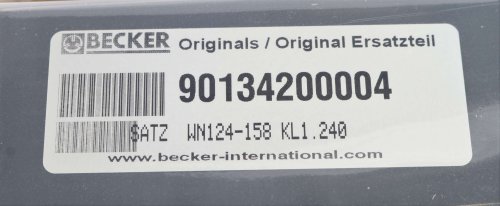 BECKER Originals / Original Ersatzteil
90134200004
SATZ WN124-158 KL1.240
www.becker-international.com